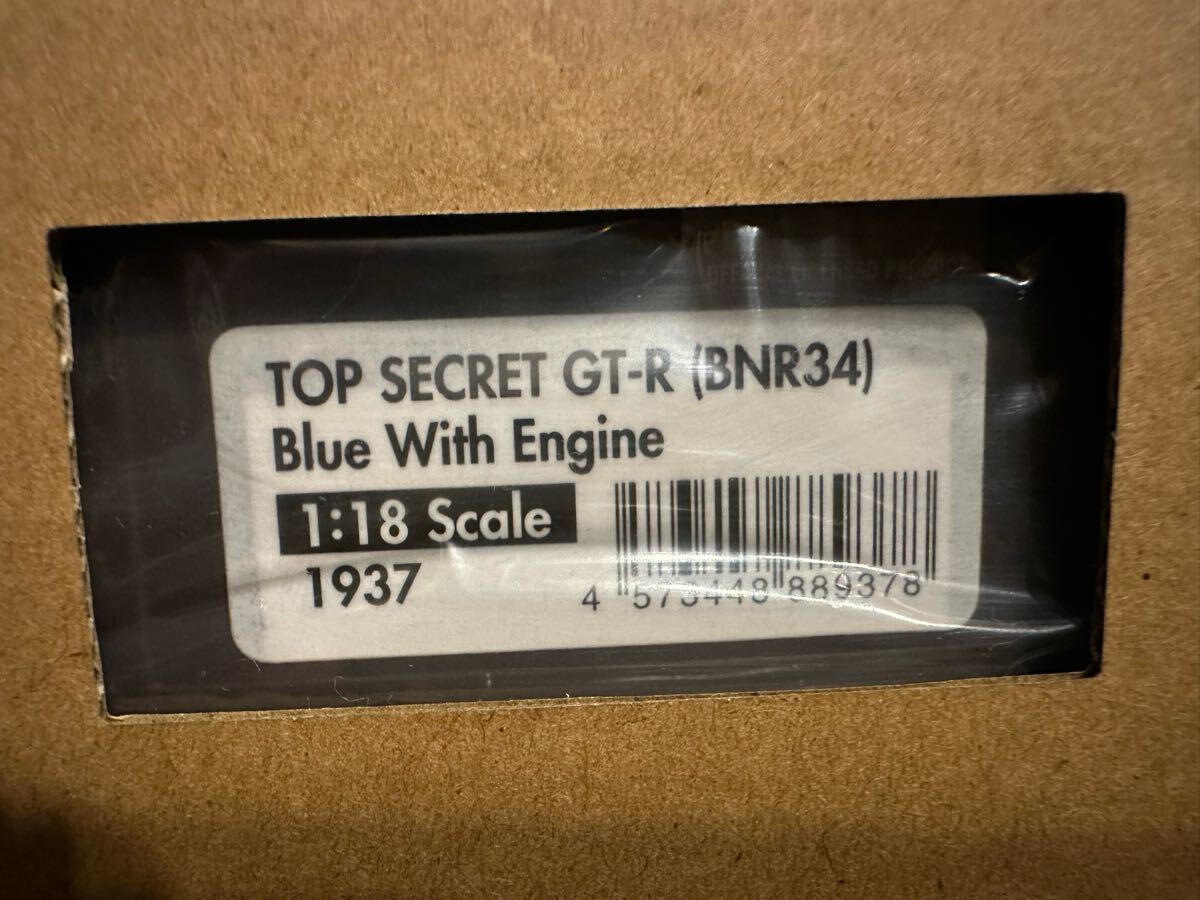 TOP SECRET GT-R (BNR34)
Blue With Engine
1:18 Scale
1937
4 573448 889378